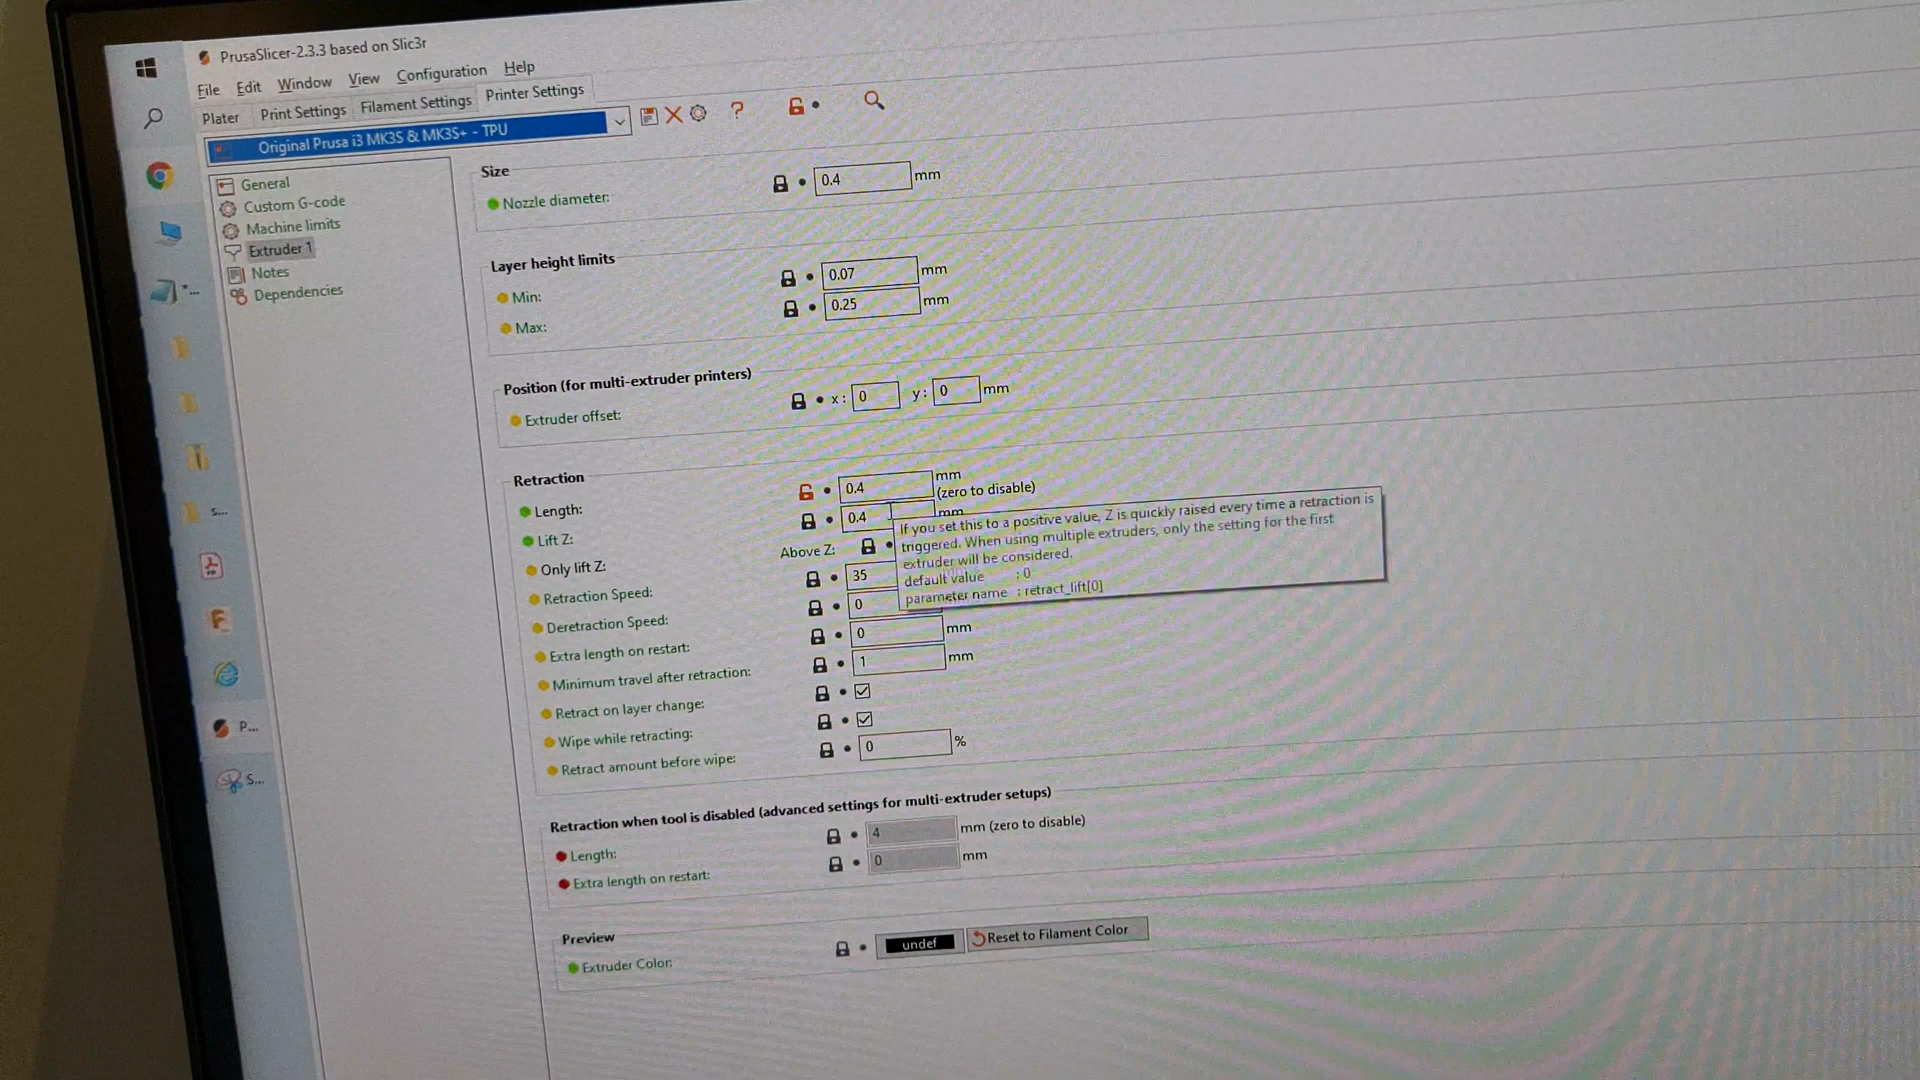 PrusaSlicer-2.3.3 based on Slic3r
File Edit Window View Configuration Help
Plater Print Settings Filament Settings Printer Settings
Original Prusa i3 MK3S & MK3S+ - TPU
General
Custom G-code
Machine limits
Extruder 1
Notes
Dependencies
Size
Nozzle diameter: 0.4 mm
Layer height limits
Min: 0.07 mm
Max: 0.25 mm
Position (for multi-extruder printers)
Extruder offset: x: 0 y: 0 mm
Retraction
Length: 0.4 mm (zero to disable)
Lift Z: 0.4 mm
Only lift Z: Above Z:
Retraction Speed: 35
Deretraction Speed: 0
Extra length on restart: 0 mm
Minimum travel after retraction: 1 mm
Retract on layer change:
Wipe while retracting:
Retract amount before wipe: 0 %
If you set this to a positive value, Z is quickly raised every time a retraction is
triggered. When using multiple extruders, only the setting for the first
extruder will be considered.
default value : 0
parameter name : retract_lift[0]
Retraction when tool is disabled (advanced settings for multi-extruder setups)
Length: 4 mm (zero to disable)
Extra length on restart: 0 mm
Preview
Extruder Color: undef Reset to Filament Color
*...
S...
P...
S...